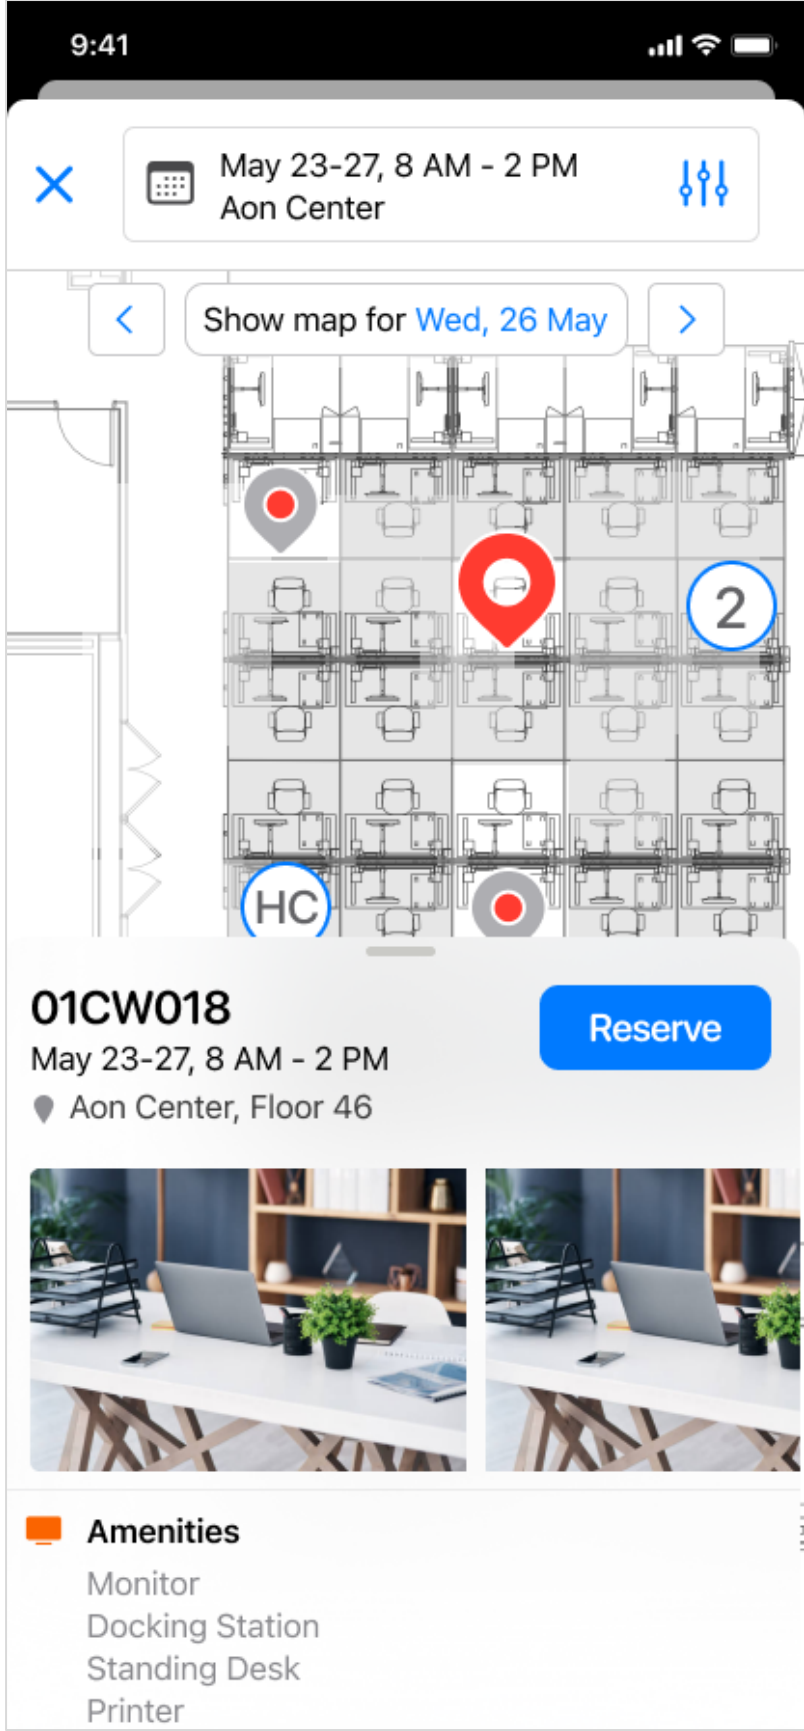 9:41
May 23-27, 8 AM - 2 PM
Aon Center
Show map for Wed, 26 May
2
HC
01CW018
Reserve
May 23-27, 8 AM - 2 PM
Aon Center, Floor 46
Amenities
Monitor
Docking Station
Standing Desk
Printer